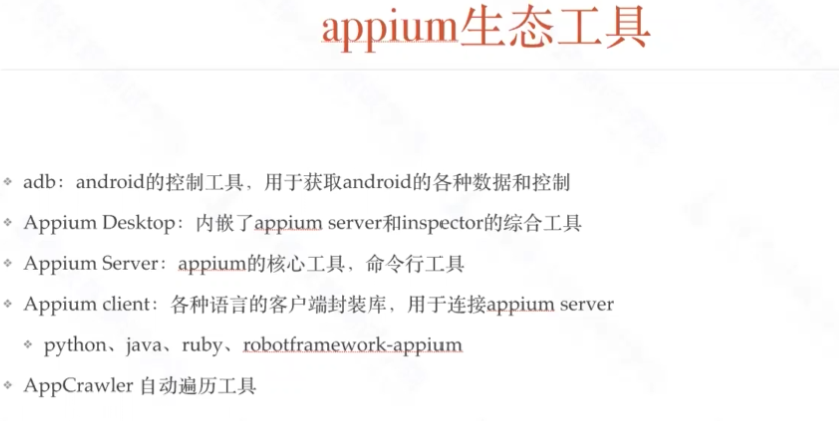 appium生态工具
adb：android的控制工具，用于获取android的各种数据和控制
Appium Desktop：内嵌了appium server和inspector的综合工具
Appium Server：appium的核心工具，命令行工具
Appium client：各种语言的客户端封装库，用于连接appium server
python、java、ruby、robotframework-appium
AppCrawler 自动遍历工具